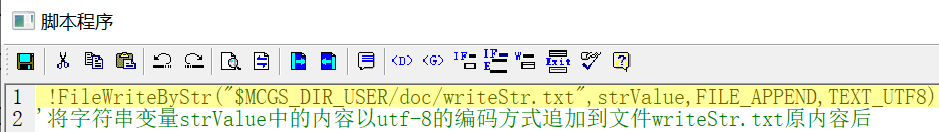 脚本程序
<D> <G> IF IF E W Exit
1 !FileWriteByStr("$MCGS_DIR_USER/doc/writeStr.txt",strValue,FILE_APPEND,TEXT_UTF8)
2 '将字符串变量strValue中的内容以utf-8的编码方式追加到文件writeStr.txt原内容后